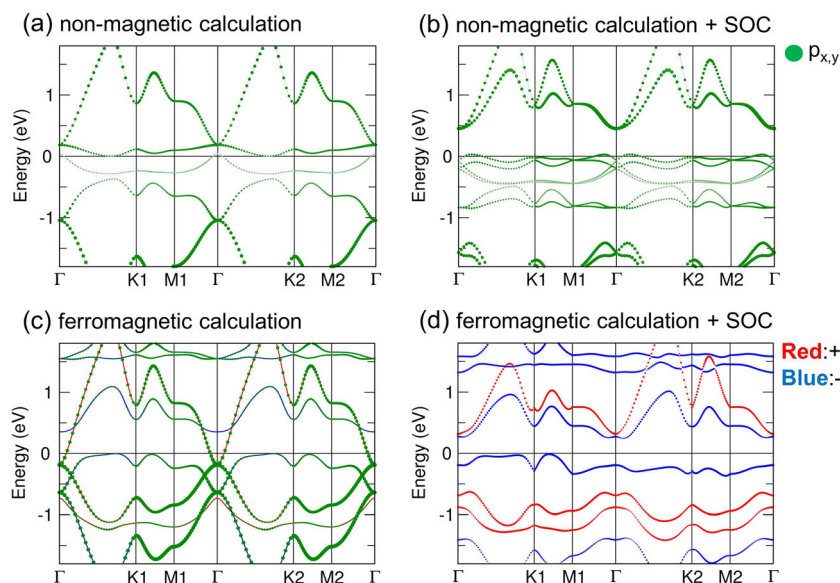 (a) non-magnetic calculation
(b) non-magnetic calculation + SOC
p x,y
Energy (eV)
1
0
-1
Γ K1 M1 Γ K2 M2 Γ
Energy (eV)
1
0
-1
Γ K1 M1 Γ K2 M2 Γ
(c) ferromagnetic calculation
(d) ferromagnetic calculation + SOC
Red:+
Blue:-
Energy (eV)
1
0
-1
Γ K1 M1 Γ K2 M2 Γ
Energy (eV)
1
0
-1
Γ K1 M1 Γ K2 M2 Γ